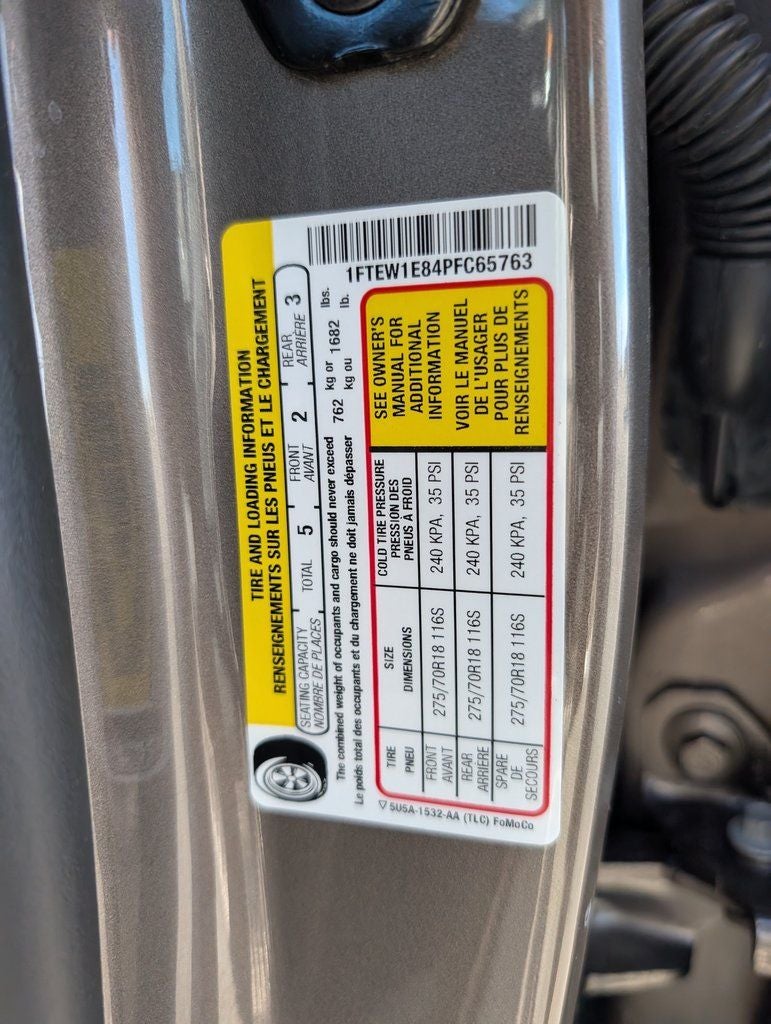 TIRE AND LOADING INFORMATION
RENSEIGNEMENTS SUR LES PNEUS ET LE CHARGEMENT
SEATING CAPACITY
NOMBRE DE PLACES
TOTAL 5
FRONT
AVANT
2
REAR
ARRIÈRE
3
The combined weight of occupants and cargo should never exceed 762 kg or 1682 lbs.
Le poids total des occupants et du chargement ne doit jamais dépasser kg ou lb.
1FTEW1E84PFC65763
TIRE
PNEU
SIZE
DIMENSIONS
COLD TIRE PRESSURE
PRESSION DES
PNEUS À FROID
FRONT
AVANT
275/70R18 116S
240 KPA, 35 PSI
REAR
ARRIÈRE
275/70R18 116S
240 KPA, 35 PSI
SPARE
DE
SECOURS
275/70R18 116S
240 KPA, 35 PSI
SEE OWNER'S
MANUAL FOR
ADDITIONAL
INFORMATION
VOIR LE MANUEL
DE L'USAGER
POUR PLUS DE
RENSEIGNEMENTS
5U5A-1532-AA (TLC) FoMoCo